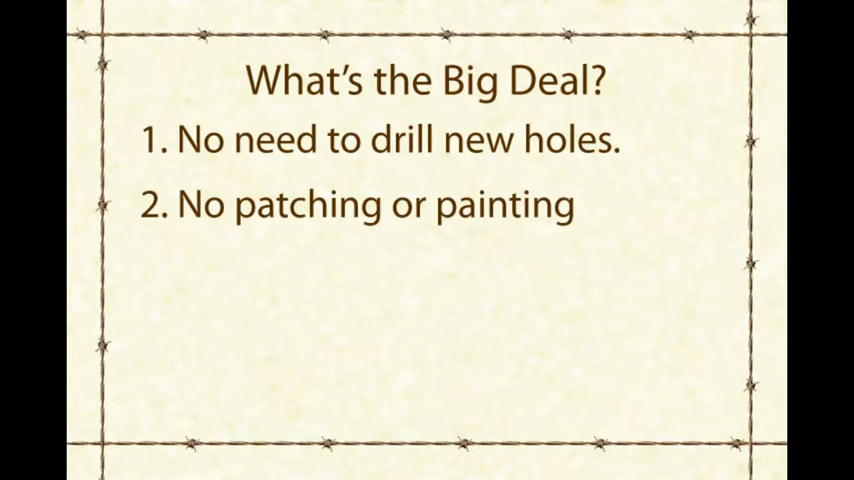 What's the Big Deal?
1. No need to drill new holes.
2. No patching or painting